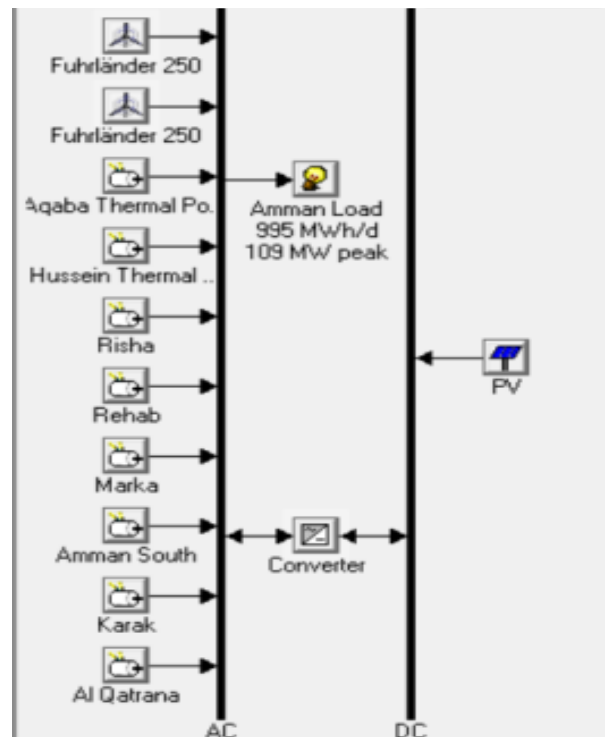 Fuhrländer 250
Fuhrländer 250
Aqaba Thermal Po.
Amman Load
995 MWh/d
109 MW peak
Hussein Thermal ..
Risha
PV
Rehab
Marka
Amman South
Converter
Karak
Al Qatrana
AC
DC